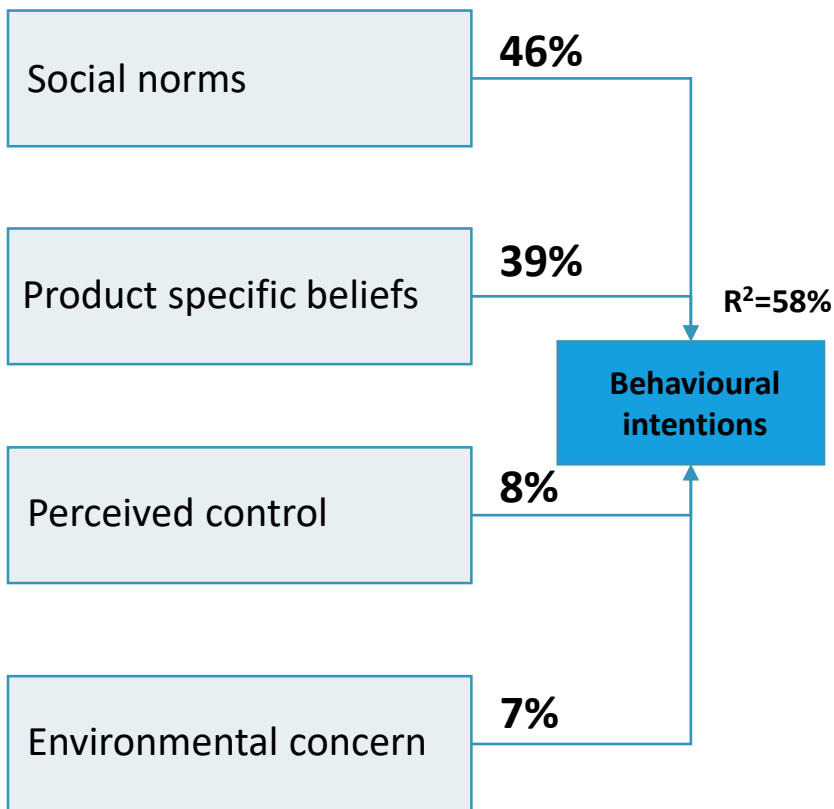 46%
Social norms
39%
Product specific beliefs
R²=58%
Behavioural
intentions
8%
Perceived control
7%
Environmental concern